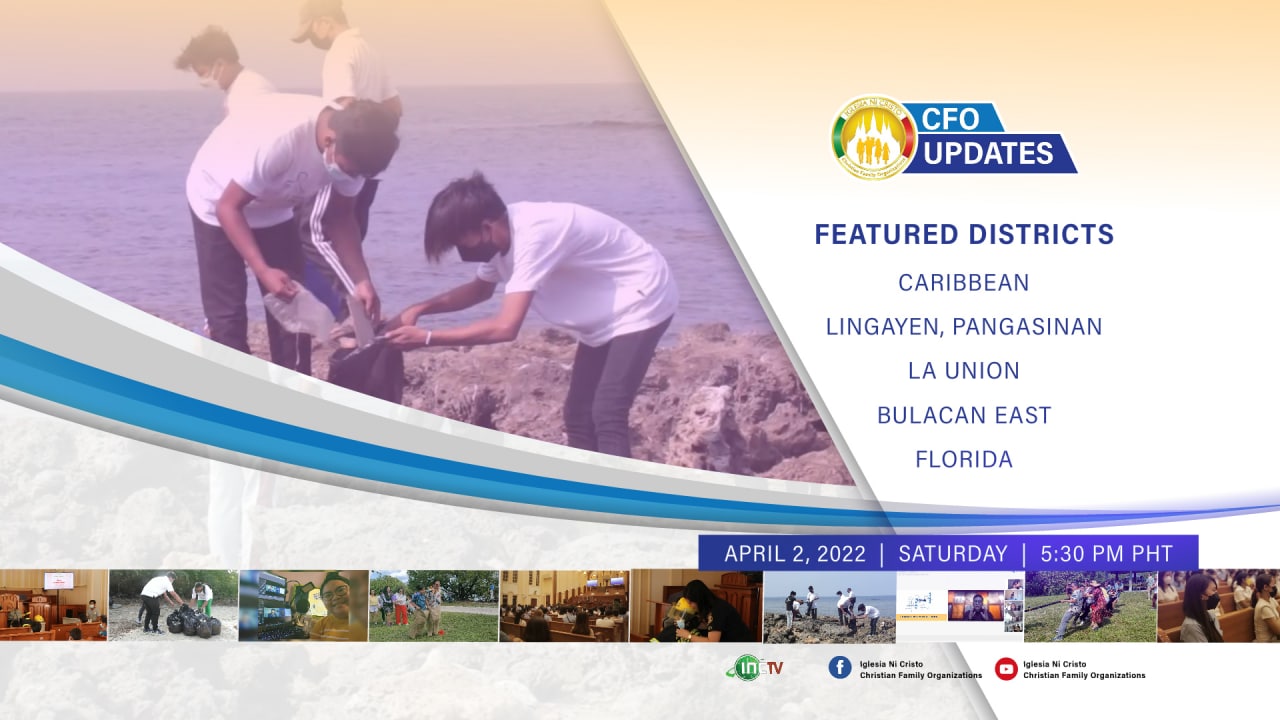 IGLESIA NI CRISTO
Christian Family Organizations
CFO
UPDATES
FEATURED DISTRICTS
CARIBBEAN
LINGAYEN, PANGASINAN
LA UNION
BULACAN EAST
FLORIDA
APRIL 2, 2022 | SATURDAY | 5:30 PM PHT
INC TV
Iglesia Ni Cristo
Christian Family Organizations
Iglesia Ni Cristo
Christian Family Organizations